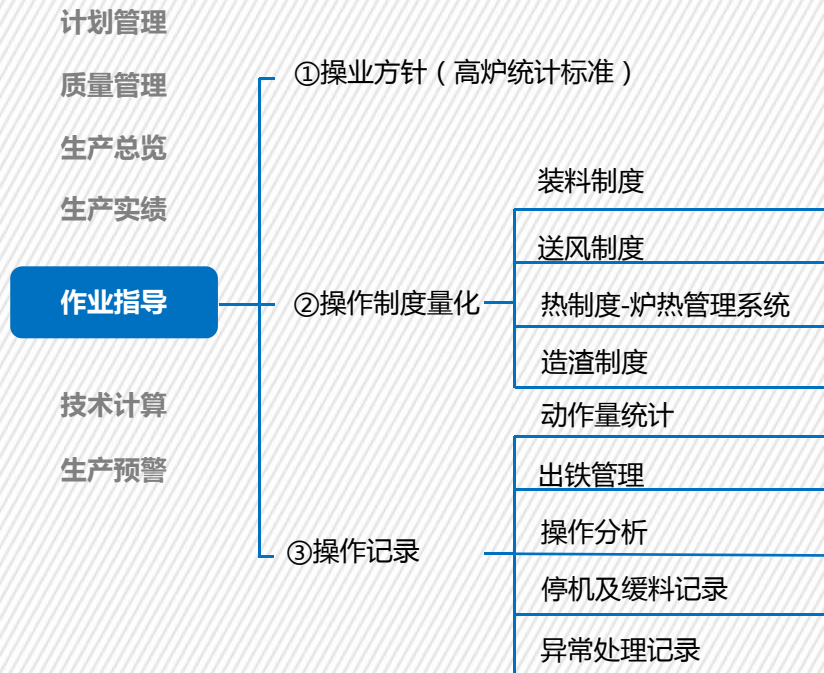 计划管理
质量管理
生产总览
生产实绩
作业指导
技术计算
生产预警
①操业方针（高炉统计标准）
②操作制度量化
装料制度
送风制度
热制度-炉热管理系统
造渣制度
③操作记录
动作量统计
出铁管理
操作分析
停机及缓料记录
异常处理记录